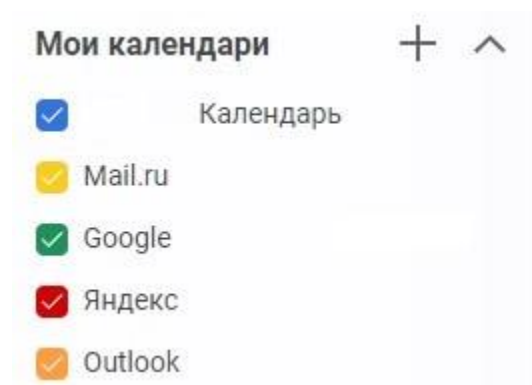 Мои календари
Календарь
Mail.ru
Google
Яндекс
Outlook